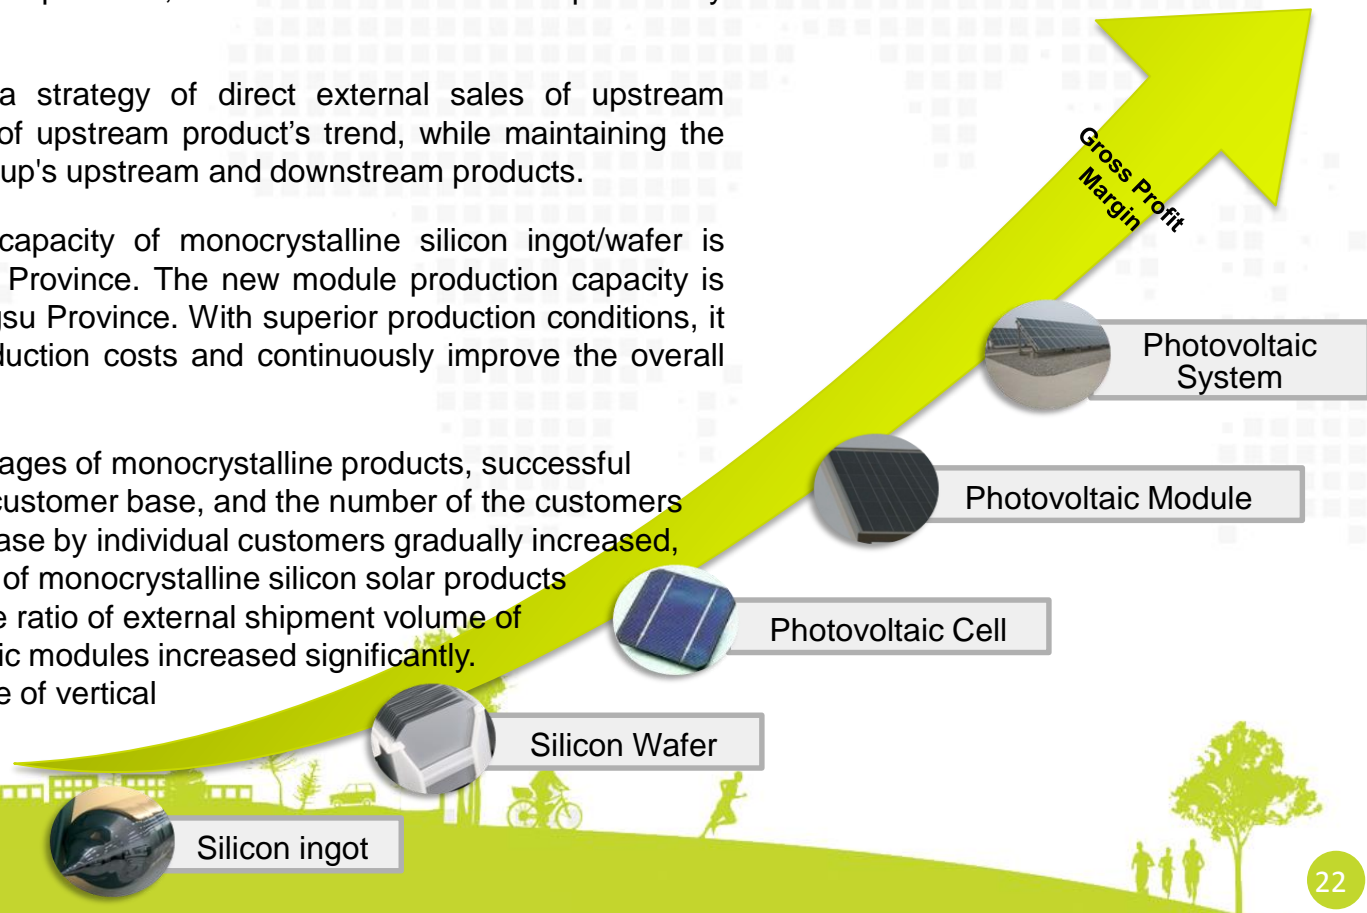 a strategy of direct external sales of upstream
of upstream product's trend, while maintaining the
up's upstream and downstream products.
capacity of monocrystalline silicon ingot/wafer is
Province. The new module production capacity is
gsu Province. With superior production conditions, it
duction costs and continuously improve the overall
ages of monocrystalline products, successful
customer base, and the number of the customers
ase by individual customers gradually increased,
of monocrystalline silicon solar products
e ratio of external shipment volume of
ic modules increased significantly.
e of vertical
Gross Profit
Margin
Photovoltaic
System
Photovoltaic Module
Photovoltaic Cell
Silicon Wafer
Silicon ingot
22